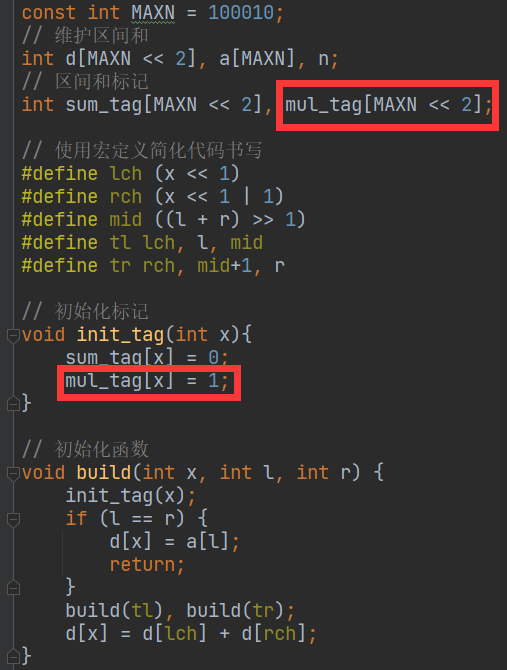 const int MAXN = 100010;
// 维护区间和
int d[MAXN << 2], a[MAXN], n;
// 区间和标记
int sum_tag[MAXN << 2], mul_tag[MAXN << 2];
// 使用宏定义简化代码书写
#define lch (x << 1)
#define rch (x << 1 | 1)
#define mid ((l + r) >> 1)
#define tl lch, l, mid
#define tr rch, mid+1, r
// 初始化标记
void init_tag(int x){
    sum_tag[x] = 0;
    mul_tag[x] = 1;
}
// 初始化函数
void build(int x, int l, int r) {
    init_tag(x);
    if (l == r) {
        d[x] = a[l];
        return;
    }
    build(tl), build(tr);
    d[x] = d[lch] + d[rch];
}